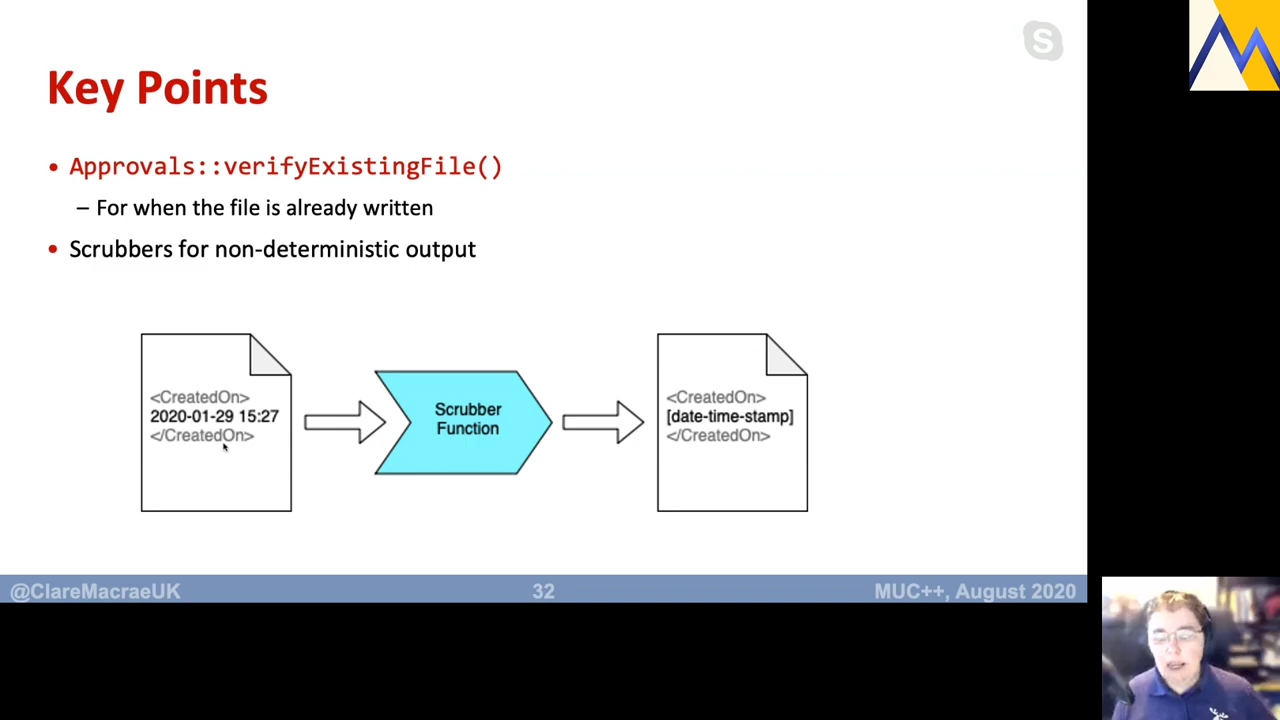 S
Key Points
• Approvals::verifyExistingFile()
– For when the file is already written
• Scrubbers for non-deterministic output
<CreatedOn>
2020-01-29 15:27
</CreatedOn>
Scrubber
Function
<CreatedOn>
[date-time-stamp]
</CreatedOn>
@ClareMacraeUK
32
MUC++, August 2020